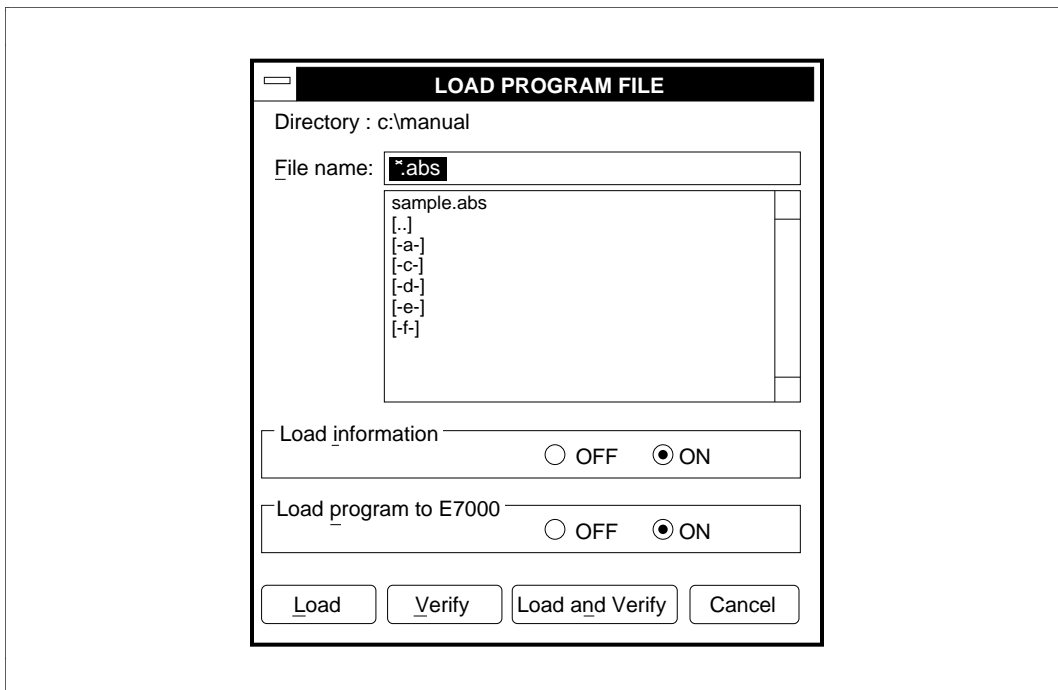 LOAD PROGRAM FILE
Directory : c:\manual
File name: *.abs
sample.abs
[..]
[-a-]
[-c-]
[-d-]
[-e-]
[-f-]
Load information
OFF ON
Load program to E7000
OFF ON
Load Verify Load and Verify Cancel